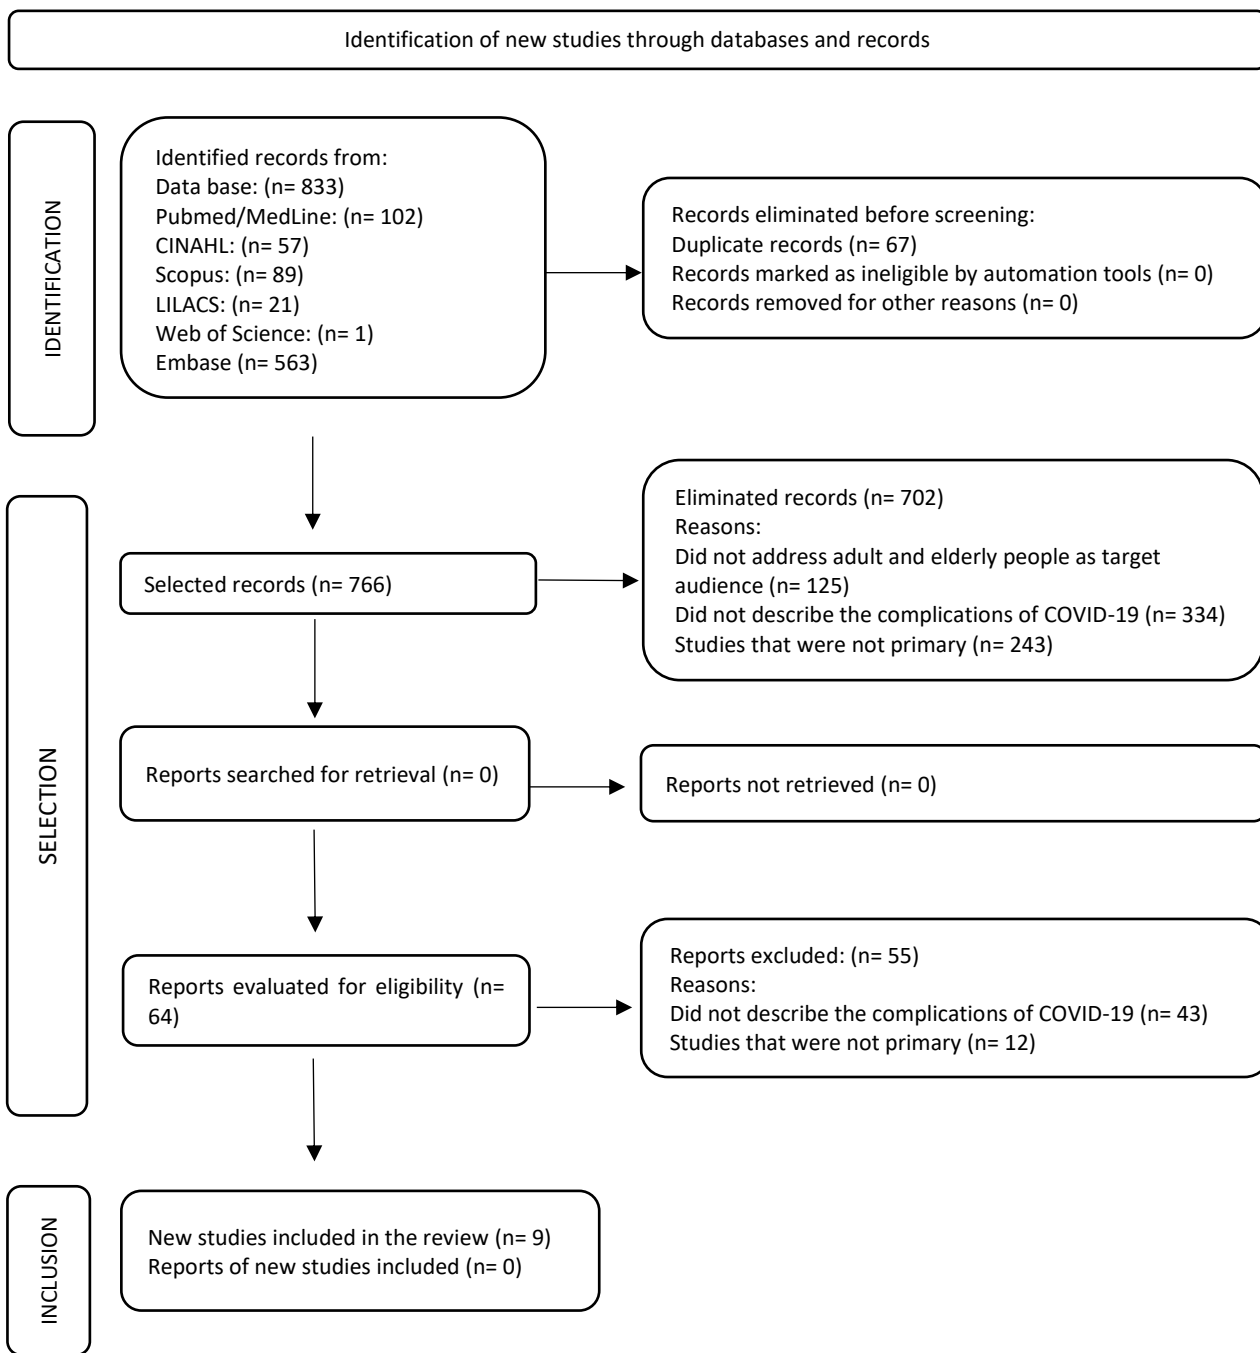 Identification of new studies through databases and records
IDENTIFICATION
Identified records from:
Data base: (n= 833)
Pubmed/MedLine: (n= 102)
CINAHL: (n= 57)
Scopus: (n= 89)
LILACS: (n= 21)
Web of Science: (n= 1)
Embase (n= 563)
Records eliminated before screening:
Duplicate records (n= 67)
Records marked as ineligible by automation tools (n= 0)
Records removed for other reasons (n= 0)
SELECTION
Selected records (n= 766)
Eliminated records (n= 702)
Reasons:
Did not address adult and elderly people as target
audience (n= 125)
Did not describe the complications of COVID-19 (n= 334)
Studies that were not primary (n= 243)
Reports searched for retrieval (n= 0)
Reports not retrieved (n= 0)
Reports evaluated for eligibility (n=
64)
Reports excluded: (n= 55)
Reasons:
Did not describe the complications of COVID-19 (n= 43)
Studies that were not primary (n= 12)
INCLUSION
New studies included in the review (n= 9)
Reports of new studies included (n= 0)